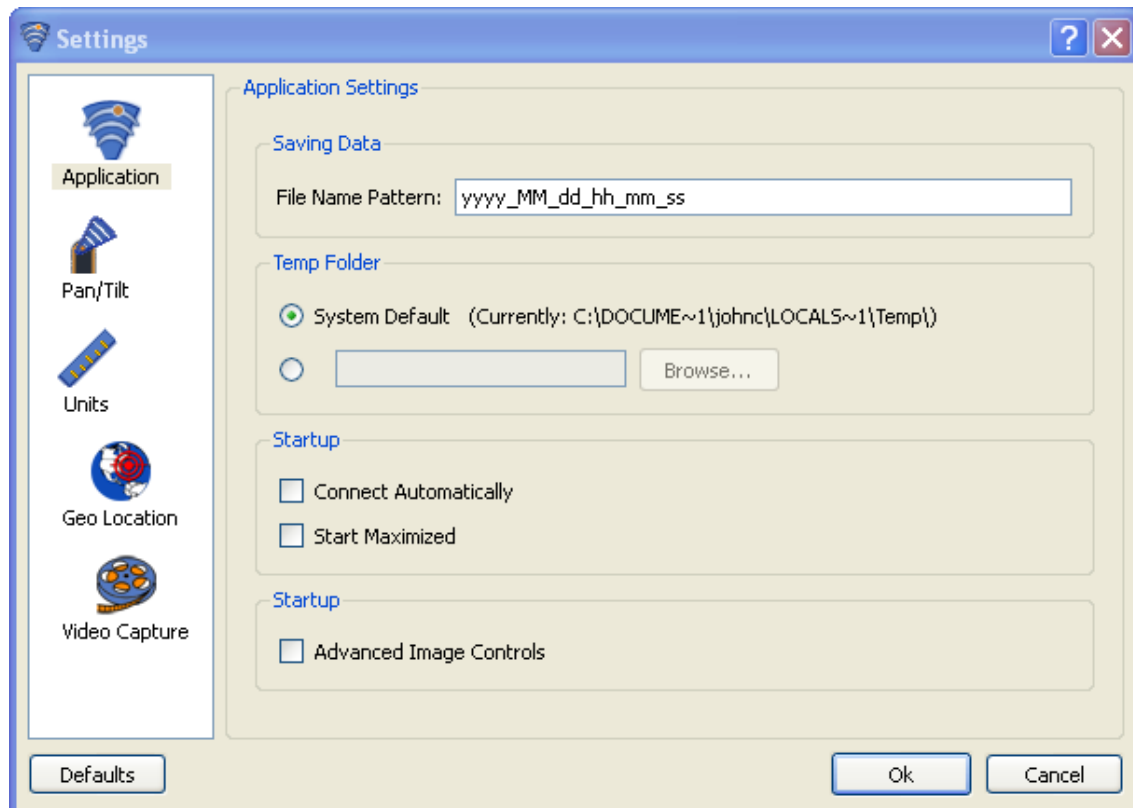 Settings
Application
Pan/Tilt
Units
Geo Location
Video Capture
Application Settings
Saving Data
File Name Pattern: yyyy_MM_dd_hh_mm_ss
Temp Folder
System Default (Currently: C:\DOCUME~1\johnc\LOCALS~1\Temp\)
Browse...
Startup
Connect Automatically
Start Maximized
Startup
Advanced Image Controls
Defaults
Ok
Cancel